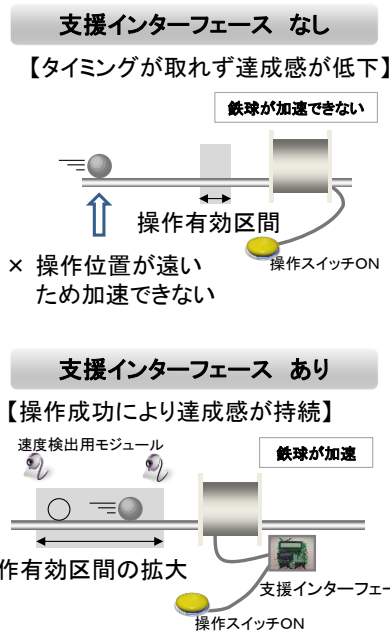 支援インターフェース なし
【タイミングが取れず達成感が低下】
鉄球が加速できない
操作有効区間
操作スイッチON
× 操作位置が遠い
ため加速できない
支援インターフェース あり
【操作成功により達成感が持続】
速度検出用モジュール
鉄球が加速
作有効区間の拡大
支援インターフェー
操作スイッチON